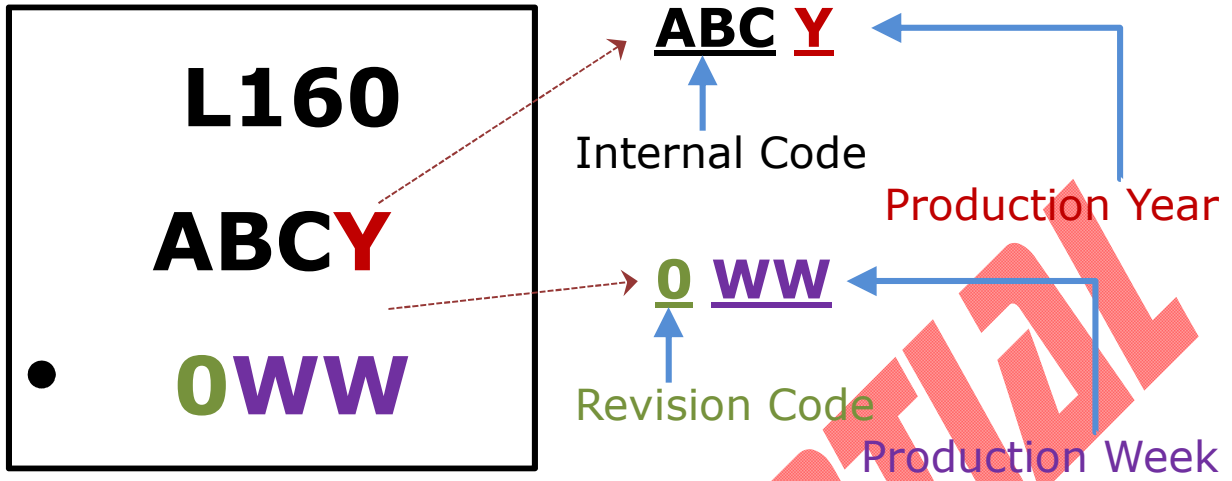 L160
ABCY
0WW
ABC Y
Internal Code
Production Year
0 WW
Revision Code
Production Week